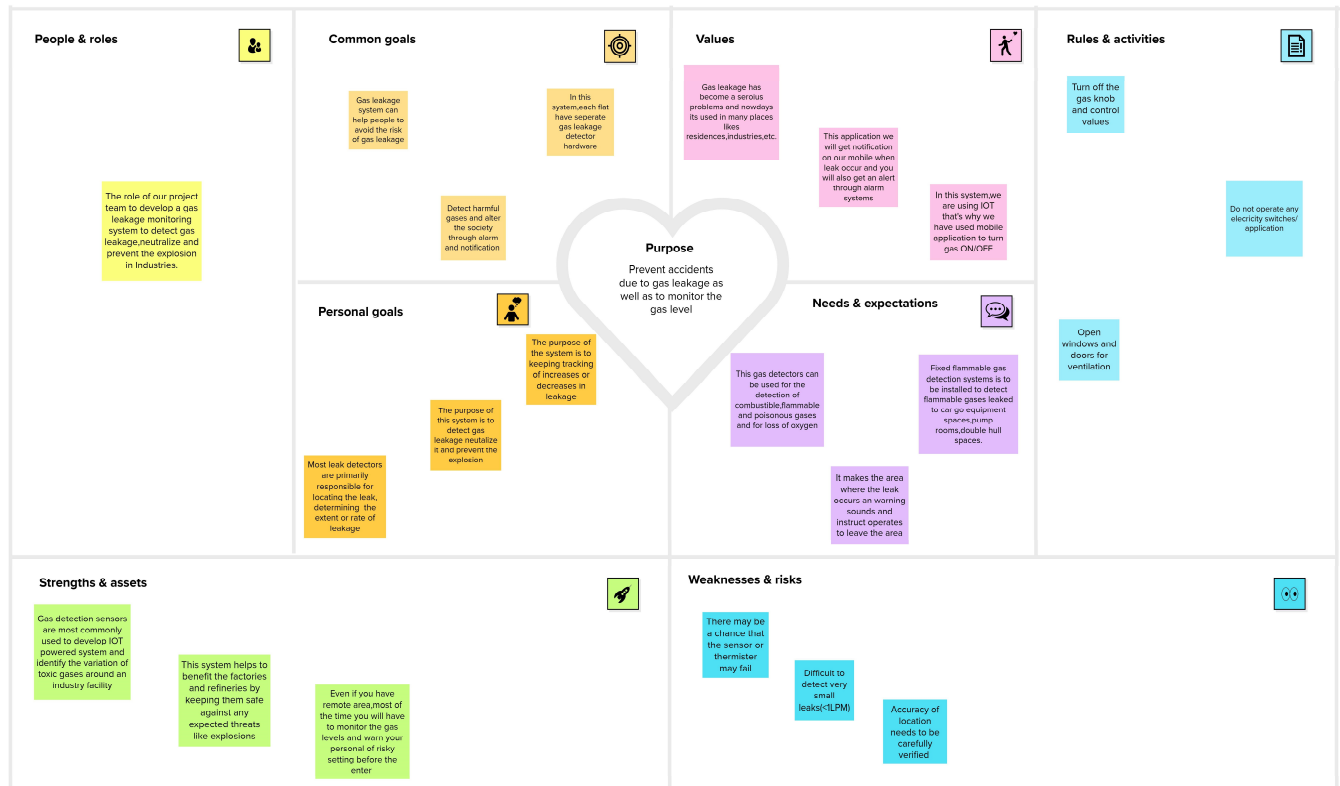 People & roles
The role of our project
team to develop a gas
leakage monitoring
system to detect gas
leakage,neutralize and
prevent the explosion
in Industries.
Common goals
Gas leakage
system can
help people to
avoid the risk
of gas leakage
In this
system,each flat
have seperate
gas leakage
detector
hardware
Detect harmful
gases and alter
the society
through alarm
and notification
Values
Gas leakage has
become a seroius
problems and nowdays
its used in many places
likes
residences,industries,etc.
This application we
will get notification
on our mobile when
leak occur and you
will also get an alert
through alarm
systems
In this system,we
are using IOT
that's why we
have used mobile
application to turn
gas ON/OFF
Rules & activities
Turn off the
gas knob
and control
values
Do not operate any
elecricity switches/
application
Open
windows and
doors for
ventilation
Purpose
Prevent accidents
due to gas leakage as
well as to monitor the
gas level
Personal goals
The purpose of
the system is to
keeping tracking
of increases or
decreases in
leakage
The purpose of
this system is to
detect gas
leakage neutalize
it and prevent the
explosion
Most leak detectors
are primarily
responsible for
locating the leak,
determining the
extent or rate of
leakage
Needs & expectations
This gas detectors can
be used for the
detection of
combustible,flammable
and poisonous gases
and for loss of oxygen
Fixed flammable gas
detection systems is to
be installed to detect
flammable gases leaked
to car go equipment
spaces,pump
rooms,double hull
spaces.
It makes the area
where the leak
occurs an warning
sounds and
instruct operates
to leave the area
Strengths & assets
Gas detection sensors
are most commonly
used to develop IOT
powered system and
identify the variation of
toxic gases around an
industry facility
This system helps to
benefit the factories
and refineries by
keeping them safe
against any
expected threats
like explosions
Even if you have
remote area,most of
the time you will have
to monitor the gas
levels and warn your
personal of risky
setting before the
enter
Weaknesses & risks
There may be
a chance that
the sensor or
thermister
may fail
Difficult to
detect very
small
leaks(<1LPM)
Accuracy of
location
needs to be
carefully
verified